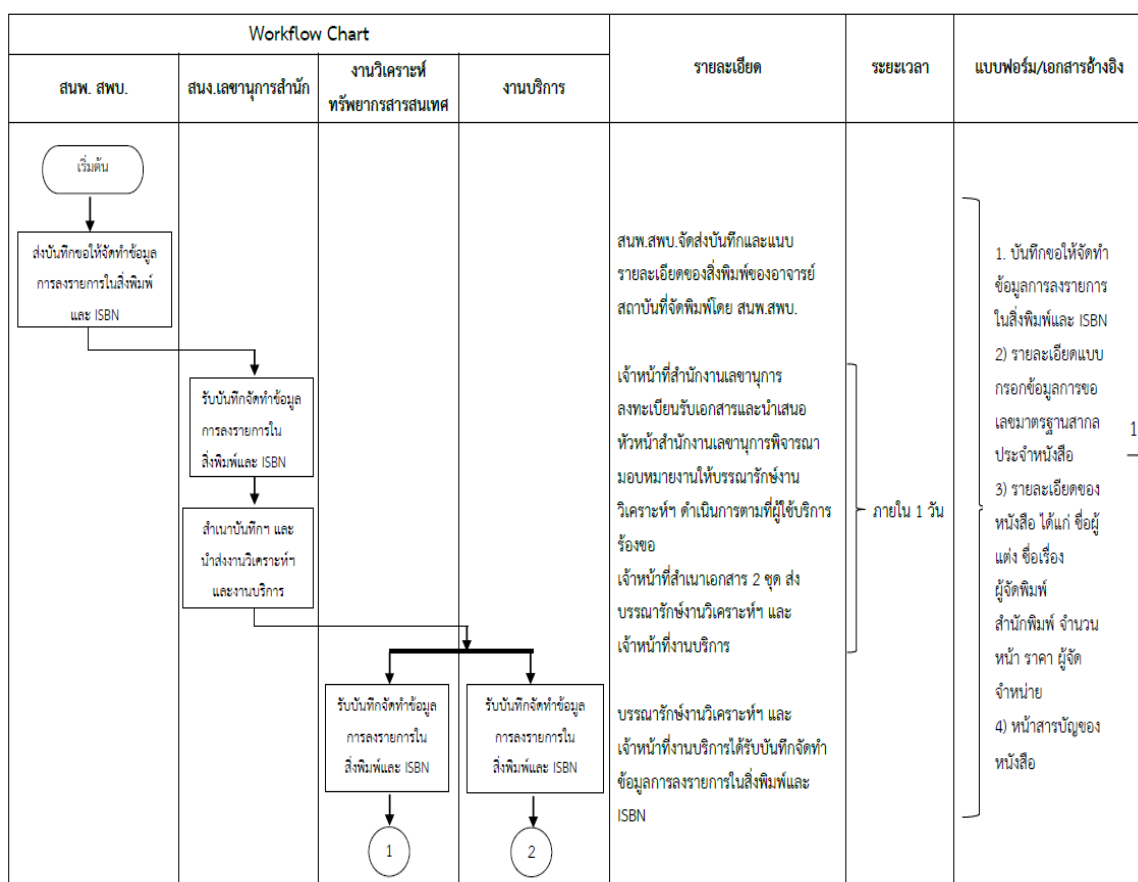 Workflow Chart
สนพ. สพบ.
สนง.เลขานุการสำนัก
งานวิเคราะห์
ทรัพยากรสารสนเทศ
งานบริการ
รายละเอียด
ระยะเวลา
แบบฟอร์ม/เอกสารอ้างอิง
เริ่มต้น
ส่งบันทึกขอให้จัดทำข้อมูล
การลงรายการในสิ่งพิมพ์
และ ISBN
รับบันทึกจัดทำข้อมูล
การลงรายการใน
สิ่งพิมพ์และ ISBN
สำเนาบันทึกฯ และ
นำส่งงานวิเคราะห์ฯ
และงานบริการ
รับบันทึกจัดทำข้อมูล
การลงรายการใน
สิ่งพิมพ์และ ISBN
1
รับบันทึกจัดทำข้อมูล
การลงรายการใน
สิ่งพิมพ์และ ISBN
2
สนพ.สพบ.จัดส่งบันทึกและแนบ
รายละเอียดของสิ่งพิมพ์ของอาจารย์
สถาบันที่จัดพิมพ์โดย สนพ.สพบ.
เจ้าหน้าที่สำนักงานเลขานุการ
ลงทะเบียนรับเอกสารและนำเสนอ
หัวหน้าสำนักงานเลขานุการพิจารณา
มอบหมายงานให้บรรณารักษ์งาน
วิเคราะห์ฯ ดำเนินการตามที่ผู้ใช้บริการ
ร้องขอ
เจ้าหน้าที่สำเนาเอกสาร 2 ชุด ส่ง
บรรณารักษ์งานวิเคราะห์ฯ และ
เจ้าหน้าที่งานบริการ
บรรณารักษ์งานวิเคราะห์ฯ และ
เจ้าหน้าที่งานบริการได้รับบันทึกจัดทำ
ข้อมูลการลงรายการในสิ่งพิมพ์และ
ISBN
ภายใน 1 วัน
1. บันทึกขอให้จัดทำ
ข้อมูลการลงรายการ
ในสิ่งพิมพ์และ ISBN
2) รายละเอียดแบบ
กรอกข้อมูลการขอ
เลขมาตรฐานสากล
ประจำหนังสือ
3) รายละเอียดของ
หนังสือ ได้แก่ ชื่อผู้
แต่ง ชื่อเรื่อง
ผู้จัดพิมพ์
สำนักพิมพ์ จำนวน
หน้า ราคา ผู้จัด
จำหน่าย
4) หน้าสารบัญของ
หนังสือ
1